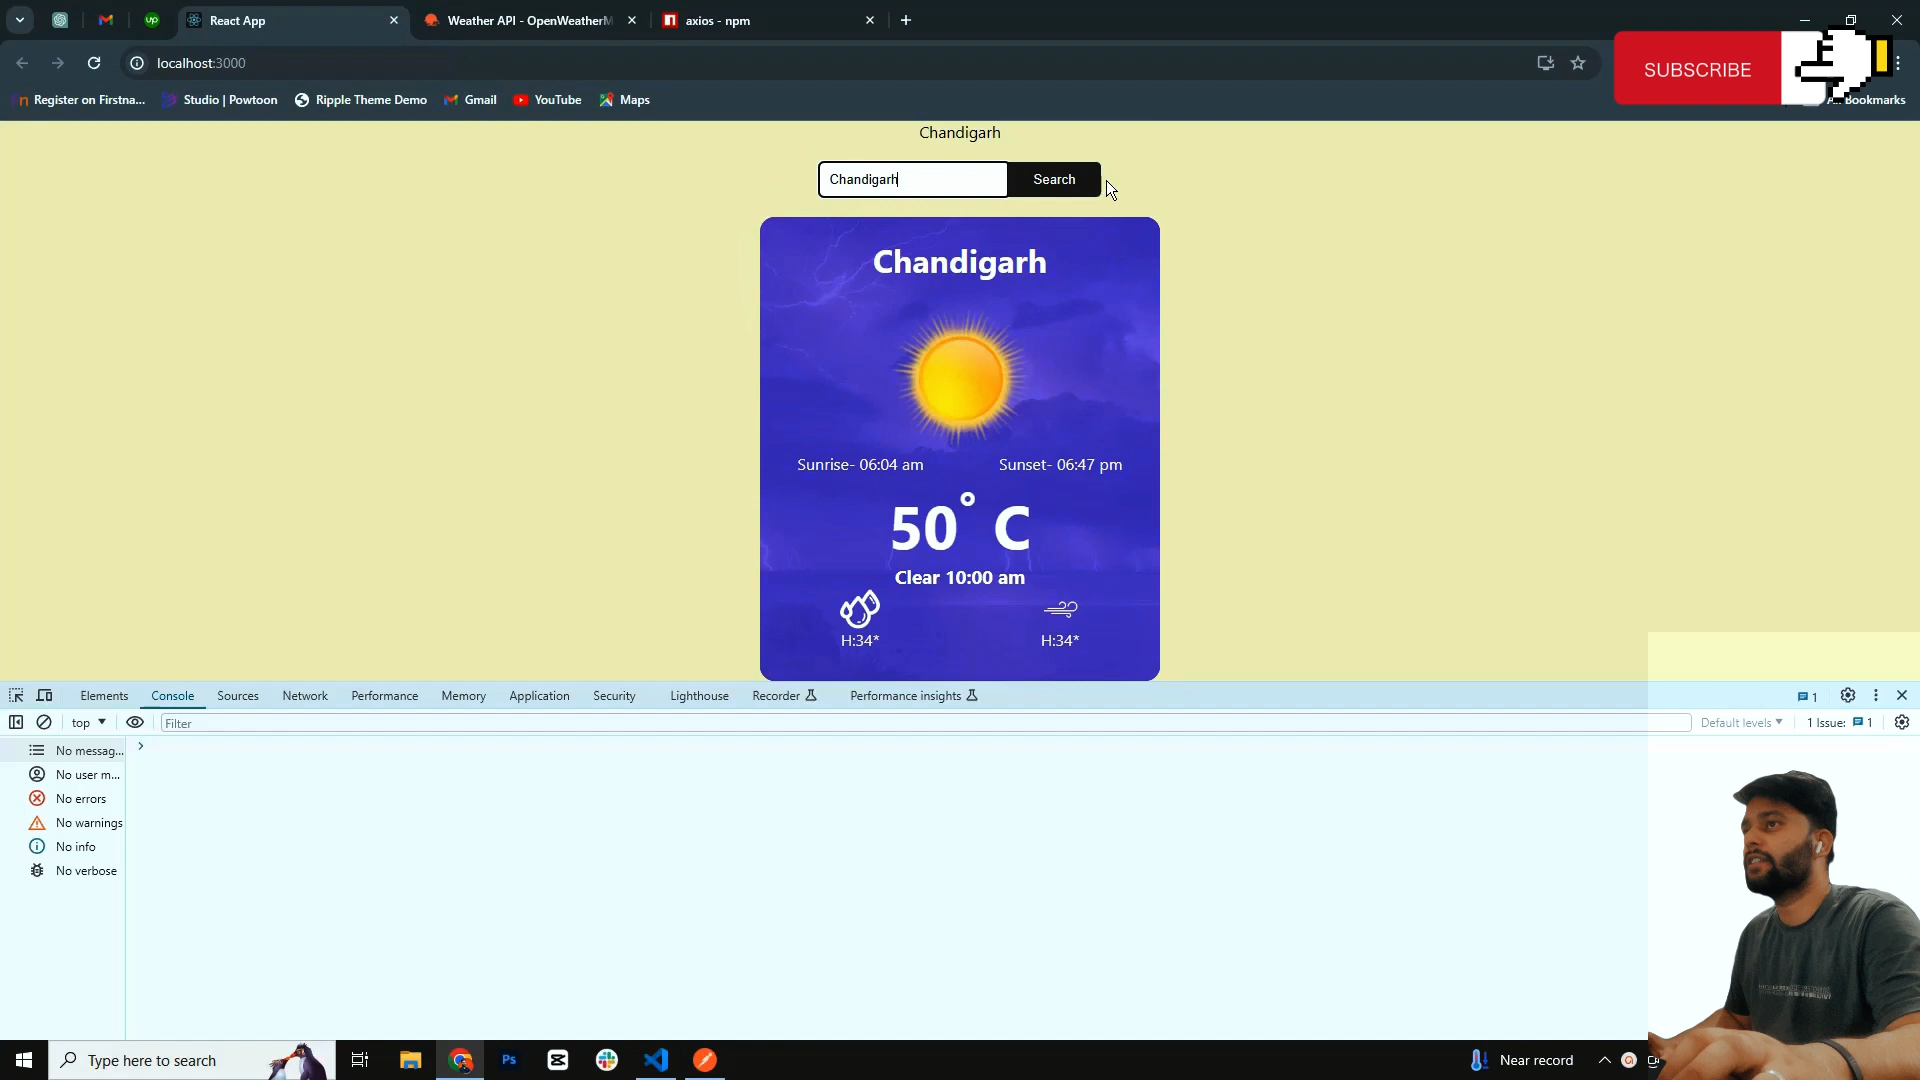 React App
Weather API - OpenWeatherM
axios - npm
localhost:3000
Register on Firstna...
Studio | Powtoon
Ripple Theme Demo
Gmail
YouTube
Maps
SUBSCRIBE
All Bookmarks
Chandigarh
Chandigarh
Search
Chandigarh
Sunrise- 06:04 am
Sunset- 06:47 pm
50° C
Clear 10:00 am
H:34*
H:34*
Elements
Console
Sources
Network
Performance
Memory
Application
Security
Lighthouse
Recorder
Performance insights
1
top
Filter
Default levels
1 Issue:
1
No messag...
No user m...
No errors
No warnings
No info
No verbose
Type here to search
Ps
Near record